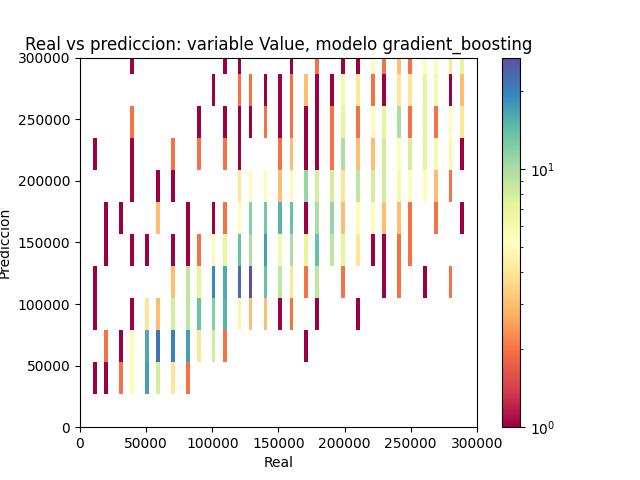 Real vs prediccion: variable Value, modelo gradient_boosting
300000
250000
200000
150000
100000
50000
0
Prediccion
0 50000 100000 150000 200000 250000 300000
Real
10¹
10⁰